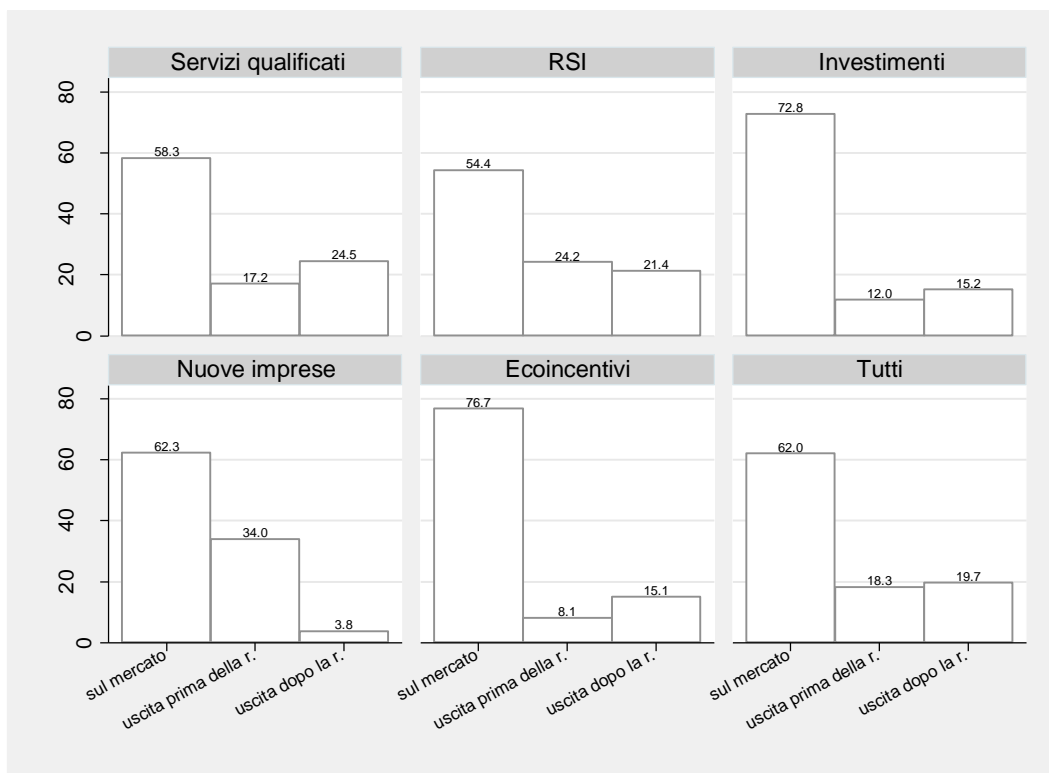 Servizi qualificati
RSI
Investimenti
80
60
40
20
0
58.3
17.2
24.5
54.4
24.2
21.4
72.8
12.0
15.2
Nuove imprese
Ecoincentivi
Tutti
80
60
40
20
0
62.3
34.0
3.8
76.7
8.1
15.1
62.0
18.3
19.7
sul mercato
uscita prima della r.
uscita dopo la r.
sul mercato
uscita prima della r.
uscita dopo la r.
sul mercato
uscita prima della r.
uscita dopo la r.